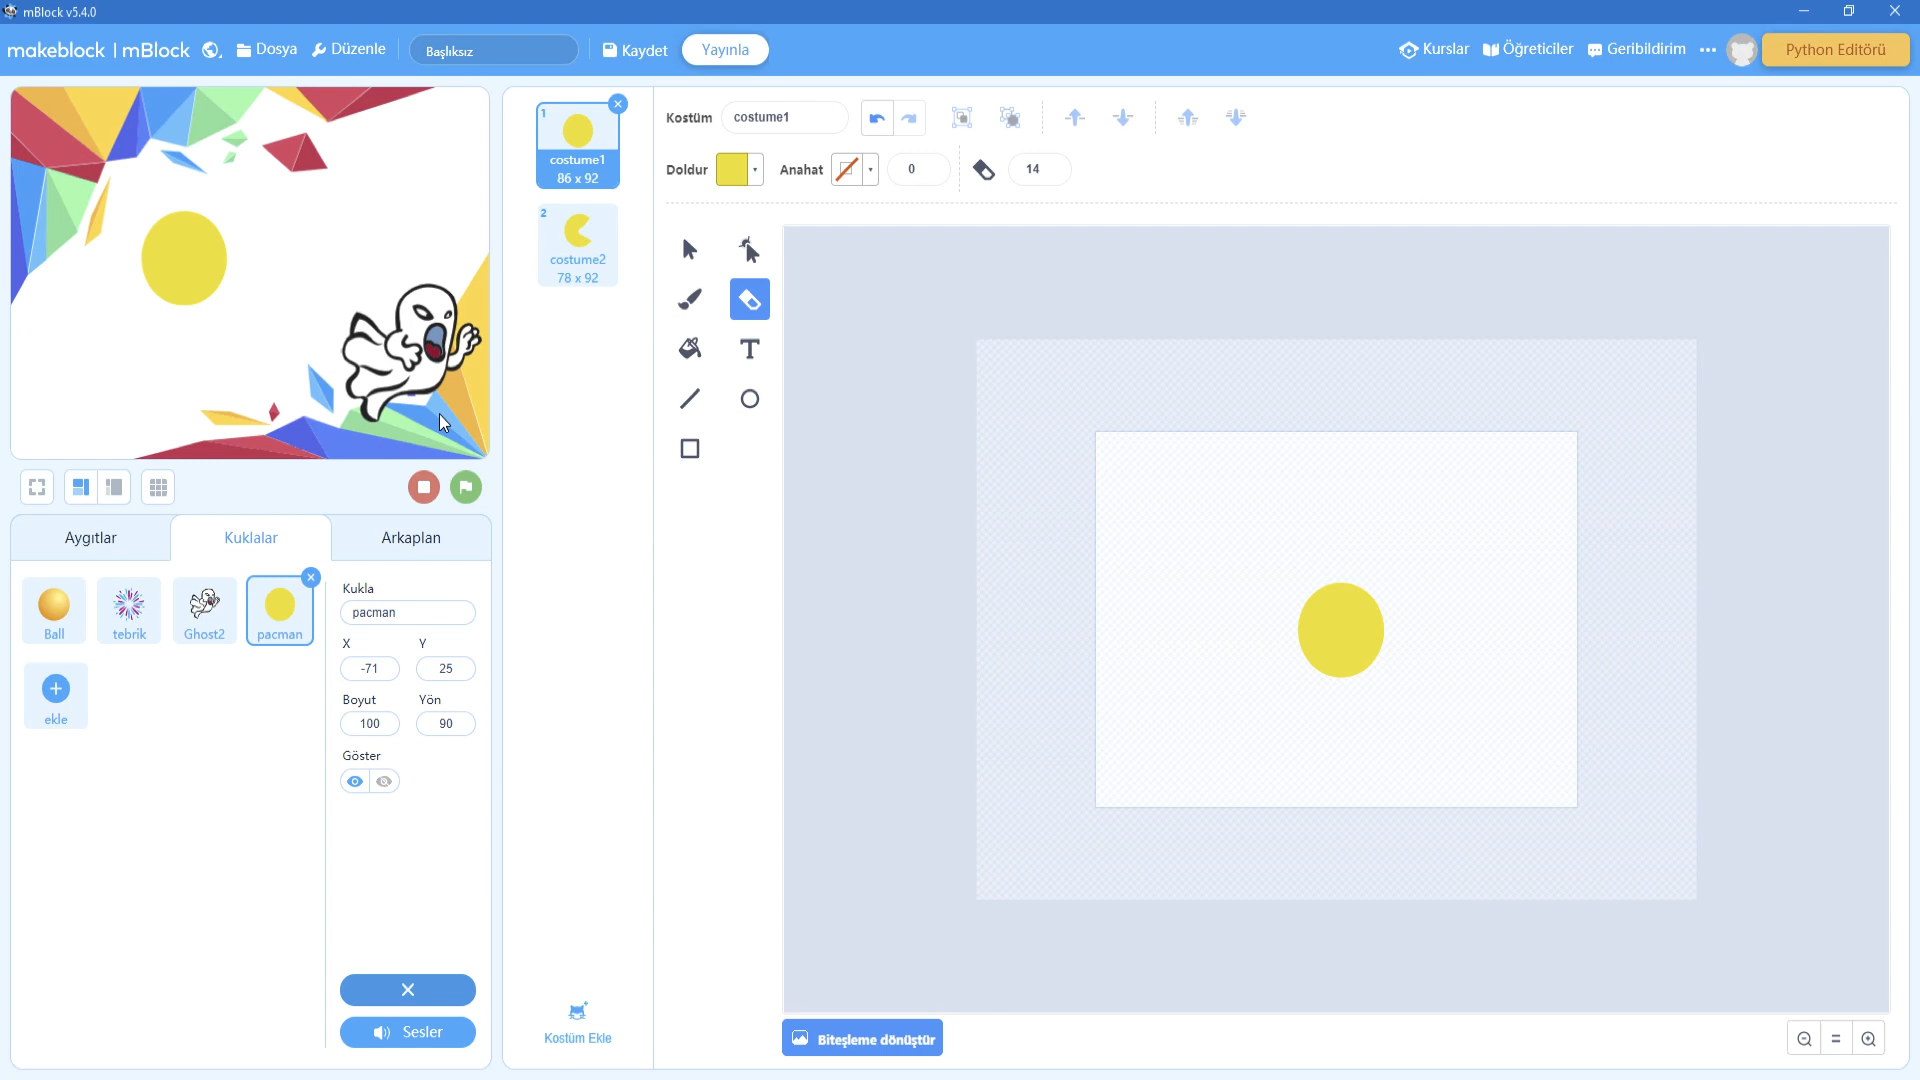 mBlock v5.4.0
makeblock | mBlock
Dosya
Düzenle
Başlıksız
Kaydet
Yayınla
Kurslar
Öğreticiler
Geribildirim
Python Editörü
1
costume1
86 x 92
2
costume2
78 x 92
Kostüm Ekle
Kostüm
costume1
Doldur
Anahat
0
14
T
Biteşleme dönüştür
Aygıtlar
Kuklalar
Arkaplan
Ball
tebrik
Ghost2
pacman
ekle
Kukla
pacman
X
Y
-71
25
Boyut
Yön
100
90
Göster
Sesler